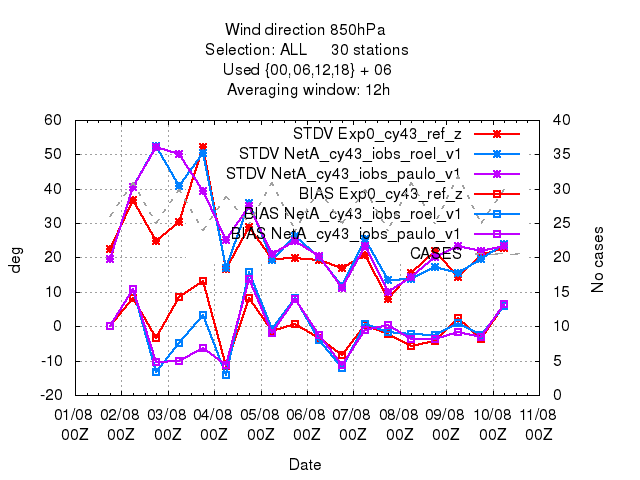 Wind direction 850hPa
Selection: ALL 30 stations
Used {00,06,12,18} + 06
Averaging window: 12h
60 40
STDV Exp0_cy43_ref_z
50 35
STDV NetA_cy43_iobs_roel_v1
STDV NetA_cy43_iobs_paulo_v1
40 30
BIAS Exp0_cy43_ref_z
BIAS NetA_cy43_iobs_roel_v1
30 25
BIAS NetA_cy43_iobs_paulo_v1
CASES
20 20
deg
No cases
10 15
0 10
-10 5
-20 0
01/08 02/08 03/08 04/08 05/08 06/08 07/08 08/08 09/08 10/08 11/08
00Z 00Z 00Z 00Z 00Z 00Z 00Z 00Z 00Z 00Z 00Z
Date